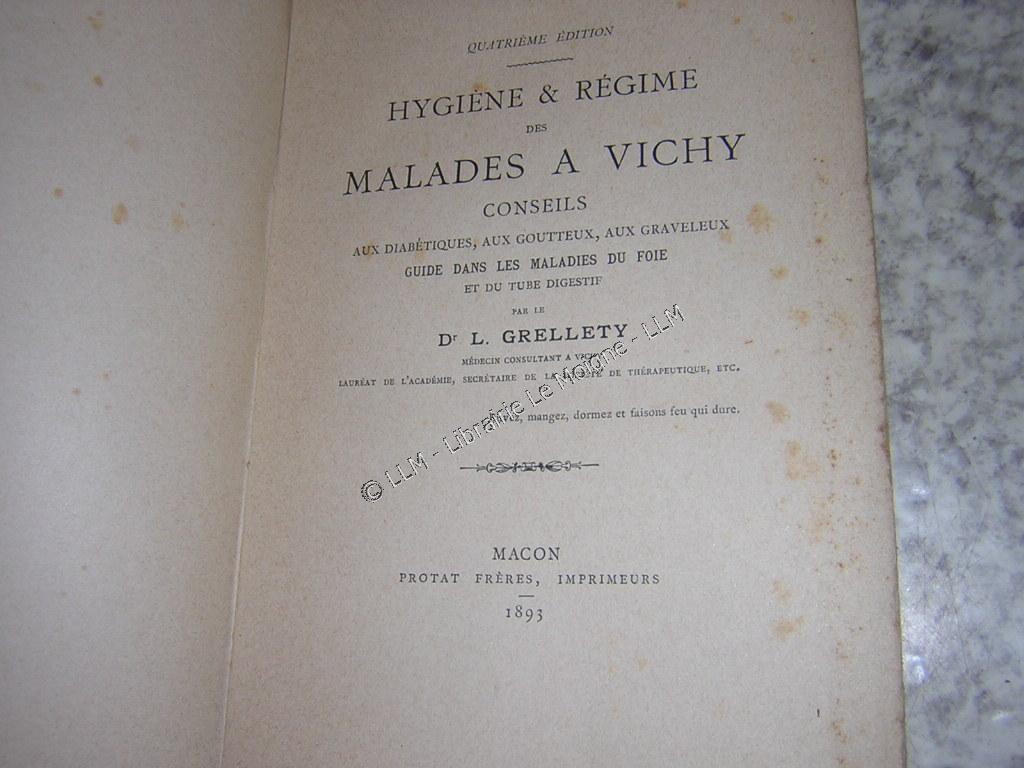 QUATRIÈME ÉDITION
HYGIÈNE & RÉGIME
DES
MALADES A VICHY
CONSEILS
AUX DIABÉTIQUES, AUX GOUTTEUX, AUX GRAVELEUX
GUIDE DANS LES MALADIES DU FOIE
ET DU TUBE DIGESTIF
PAR LE
Dr L. GRELLETY
MÉDECIN CONSULTANT A VICHY
LAURÉAT DE L'ACADÉMIE, SECRÉTAIRE DE LA DE THÉRAPEUTIQUE, ETC.
mangez, dormez et faisons feu qui dure.
© LLM - Librairie Le Moione - LLM
MACON
PROTAT FRÈRES, IMPRIMEURS
1893